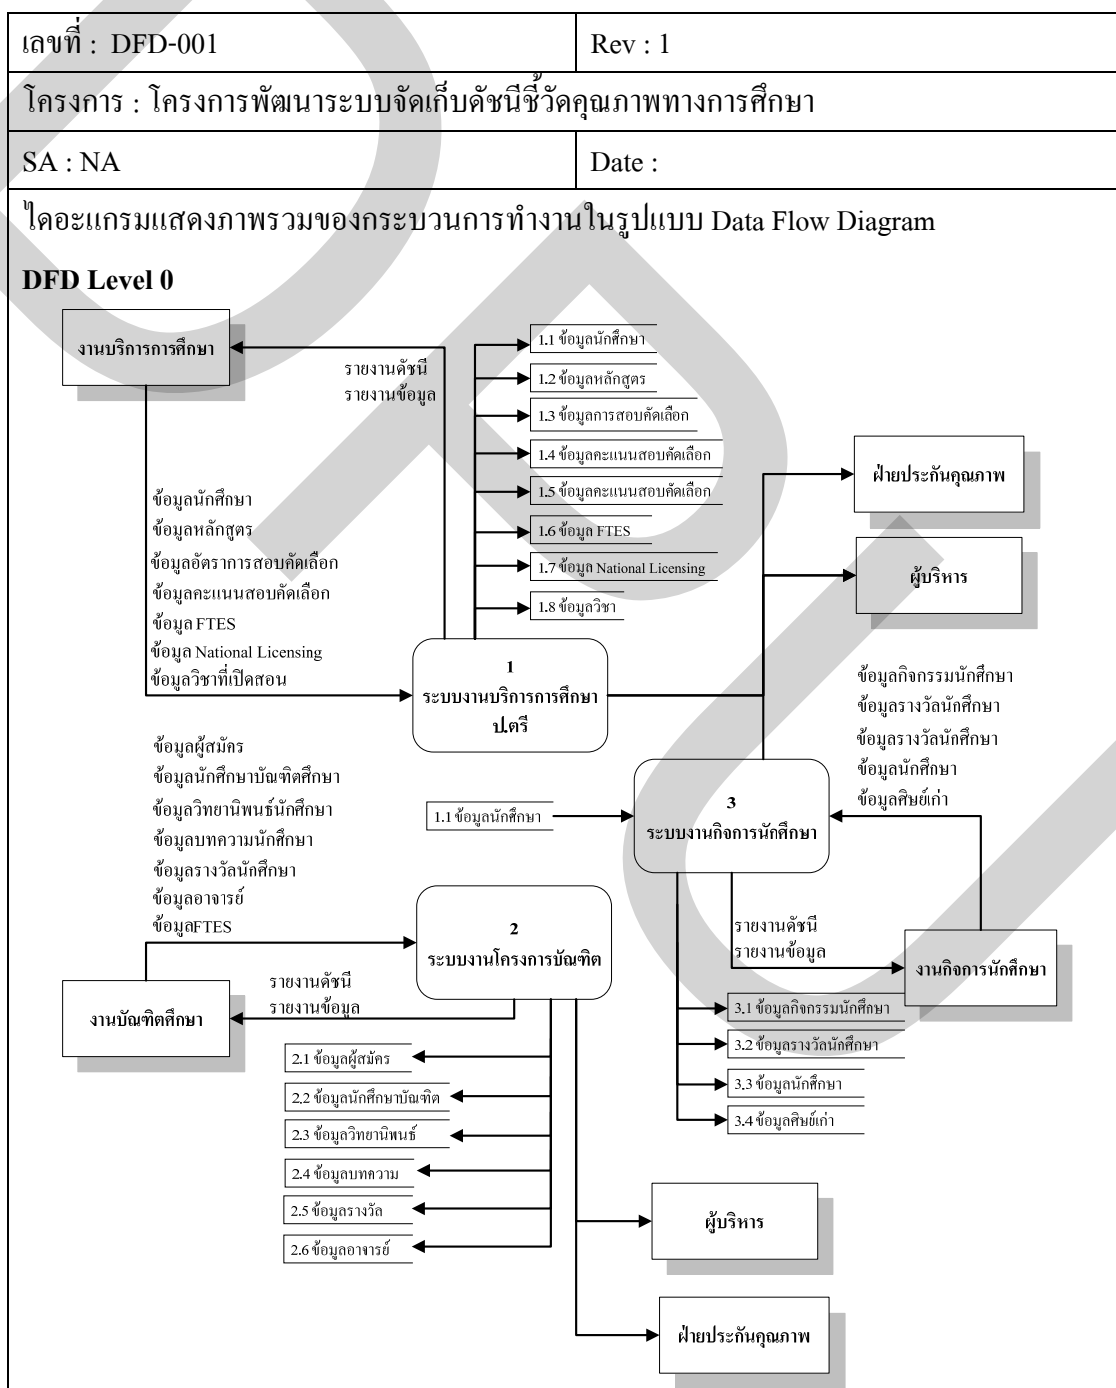 เลขที่ : DFD-001
Rev : 1
โครงการ : โครงการพัฒนาระบบจัดเก็บดัชนีชี้วัดคุณภาพทางการศึกษา
SA : NA
Date :
ไดอะแกรมแสดงภาพรวมของกระบวนการทำงานในรูปแบบ Data Flow Diagram
DFD Level 0
งานบริการการศึกษา
รายงานดัชนี
รายงานข้อมูล
1.1 ข้อมูลนักศึกษา
1.2 ข้อมูลหลักสูตร
1.3 ข้อมูลการสอบคัดเลือก
1.4 ข้อมูลคะแนนสอบคัดเลือก
1.5 ข้อมูลคะแนนสอบคัดเลือก
1.6 ข้อมูล FTES
1.7 ข้อมูล National Licensing
1.8 ข้อมูลวิชา
ฝ่ายประกันคุณภาพ
ผู้บริหาร
ข้อมูลนักศึกษา
ข้อมูลหลักสูตร
ข้อมูลอัตราการสอบคัดเลือก
ข้อมูลคะแนนสอบคัดเลือก
ข้อมูล FTES
ข้อมูล National Licensing
ข้อมูลวิชาที่เปิดสอน
1
ระบบงานบริการการศึกษา
ป.ตรี
ข้อมูลกิจกรรมนักศึกษา
ข้อมูลรางวัลนักศึกษา
ข้อมูลรางวัลนักศึกษา
ข้อมูลนักศึกษา
ข้อมูลศิษย์เก่า
ข้อมูลผู้สมัคร
ข้อมูลนักศึกษาบัณฑิตศึกษา
ข้อมูลวิทยานิพนธ์นักศึกษา
ข้อมูลบทความนักศึกษา
ข้อมูลรางวัลนักศึกษา
ข้อมูลอาจารย์
ข้อมูลFTES
1.1 ข้อมูลนักศึกษา
3
ระบบงานกิจการนักศึกษา
2
ระบบงานโครงการบัณฑิต
รายงานดัชนี
รายงานข้อมูล
งานกิจการนักศึกษา
งานบัณฑิตศึกษา
รายงานดัชนี
รายงานข้อมูล
3.1 ข้อมูลกิจกรรมนักศึกษา
3.2 ข้อมูลรางวัลนักศึกษา
3.3 ข้อมูลนักศึกษา
3.4 ข้อมูลศิษย์เก่า
2.1 ข้อมูลผู้สมัคร
2.2 ข้อมูลนักศึกษาบัณฑิต
2.3 ข้อมูลวิทยานิพนธ์
2.4 ข้อมูลบทความ
2.5 ข้อมูลรางวัล
2.6 ข้อมูลอาจารย์
ผู้บริหาร
ฝ่ายประกันคุณภาพ